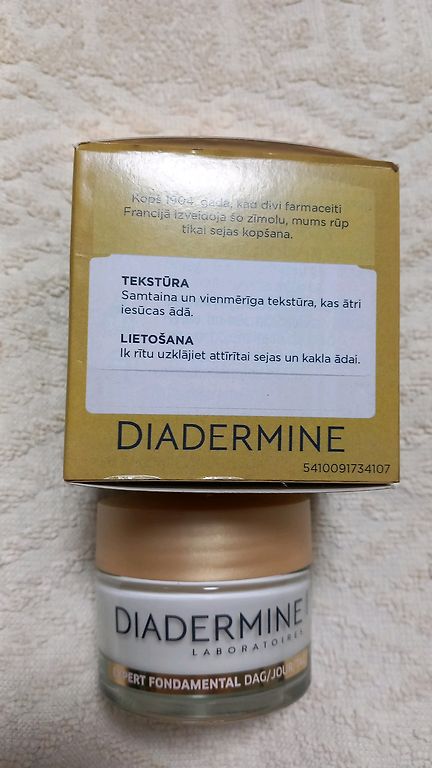 Kopš 1904. gada, kad divi farmaceiti
Francijā izveidoja šo zīmolu, mums rūp
tikai sejas kopšana.
TEKSTŪRA
Samtaina un vienmērīga tekstūra, kas ātri
iesūcas ādā.
LIETOŠANA
Ik rītu uzklājiet attīrītai sejas un kakla ādai.
DIADERMINE
5410091734107
DIADERMINE
LABORATOIRES
EXPERT FONDAMENTAL DAG/JOUR